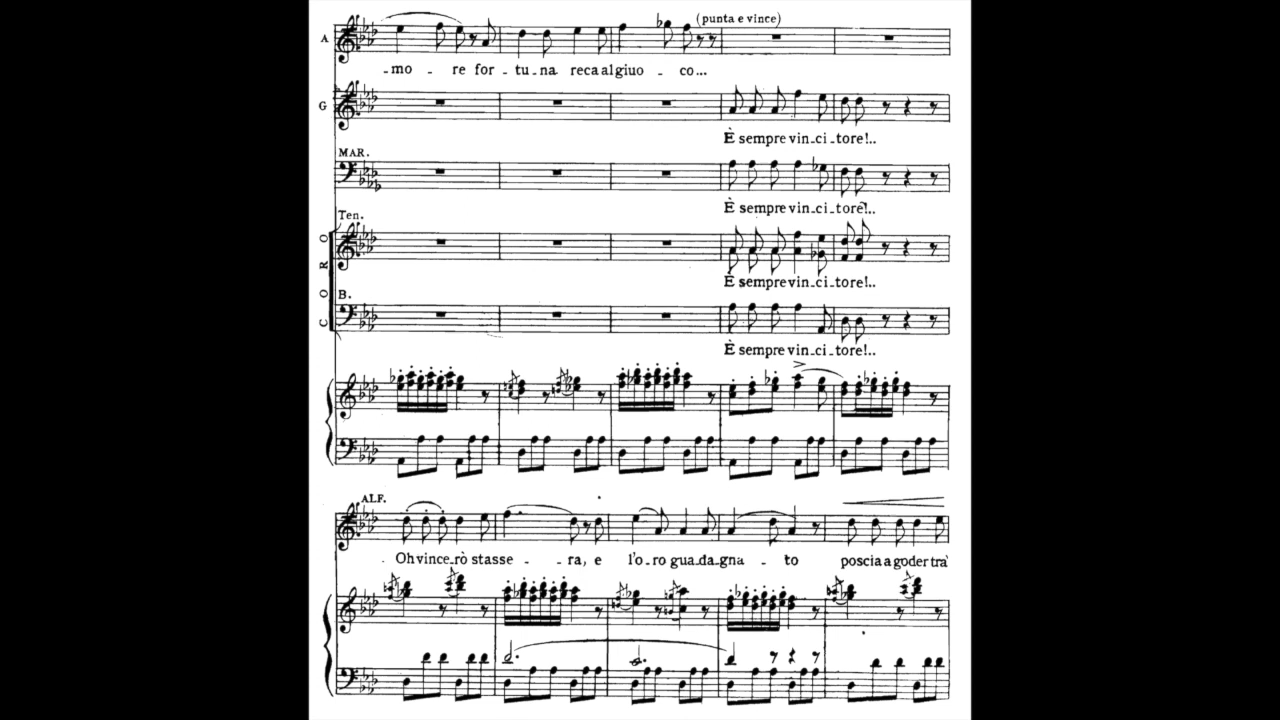 (punta e vince)
A
-mo - re for - tu - na reca al giuo - co...
G
È sempre vin - ci - tore!..
MAR.
È sempre vin - ci - tore!..
Ten.
CORO
È sempre vin - ci - tore!..
B.
È sempre vin - ci - tore!..
ALF.
Oh vince - rò stasse - - ra, e l'o - ro gua - da - gna - to poscia a goder tra'